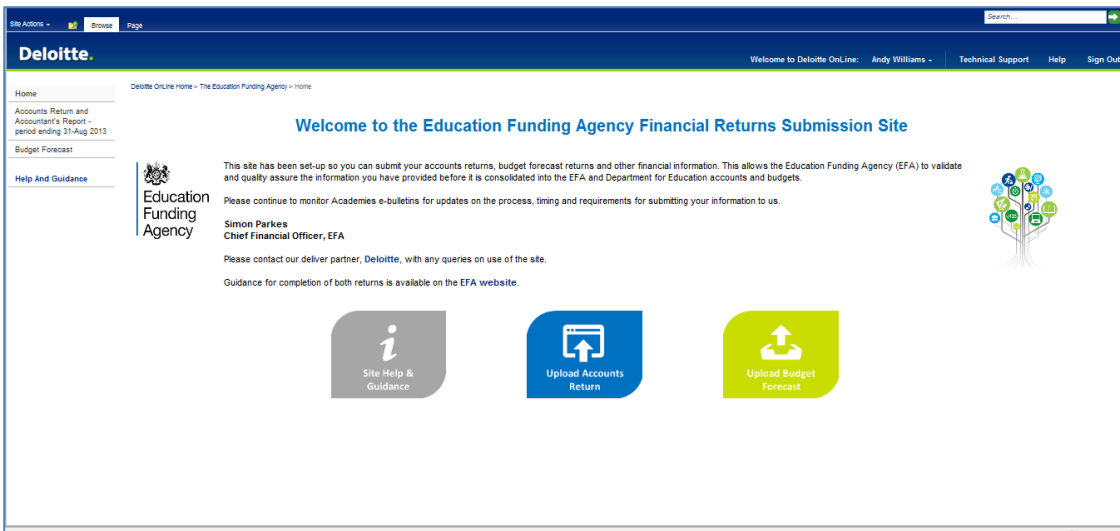 Site Actions
Browse
Page
Search...
Deloitte.
Welcome to Deloitte OnLine: Andy Williams
Technical Support
Help
Sign Out
Home
Accounts Return and
Accountant's Report -
period ending 31-Aug 2013
Budget Forecast
Help And Guidance
Deloitte OnLine Home > The Education Funding Agency > Home
Welcome to the Education Funding Agency Financial Returns Submission Site
Education
Funding
Agency
This site has been set-up so you can submit your accounts returns, budget forecast returns and other financial information. This allows the Education Funding Agency (EFA) to validate
and quality assure the information you have provided before it is consolidated into the EFA and Department for Education accounts and budgets.
Please continue to monitor Academies e-bulletins for updates on the process, timing and requirements for submitting your information to us.
Simon Parkes
Chief Financial Officer, EFA
Please contact our deliver partner, Deloitte, with any queries on use of the site.
Guidance for completion of both returns is available on the EFA website.
Site Help &
Guidance
Upload Accounts
Return
Upload Budget
Forecast